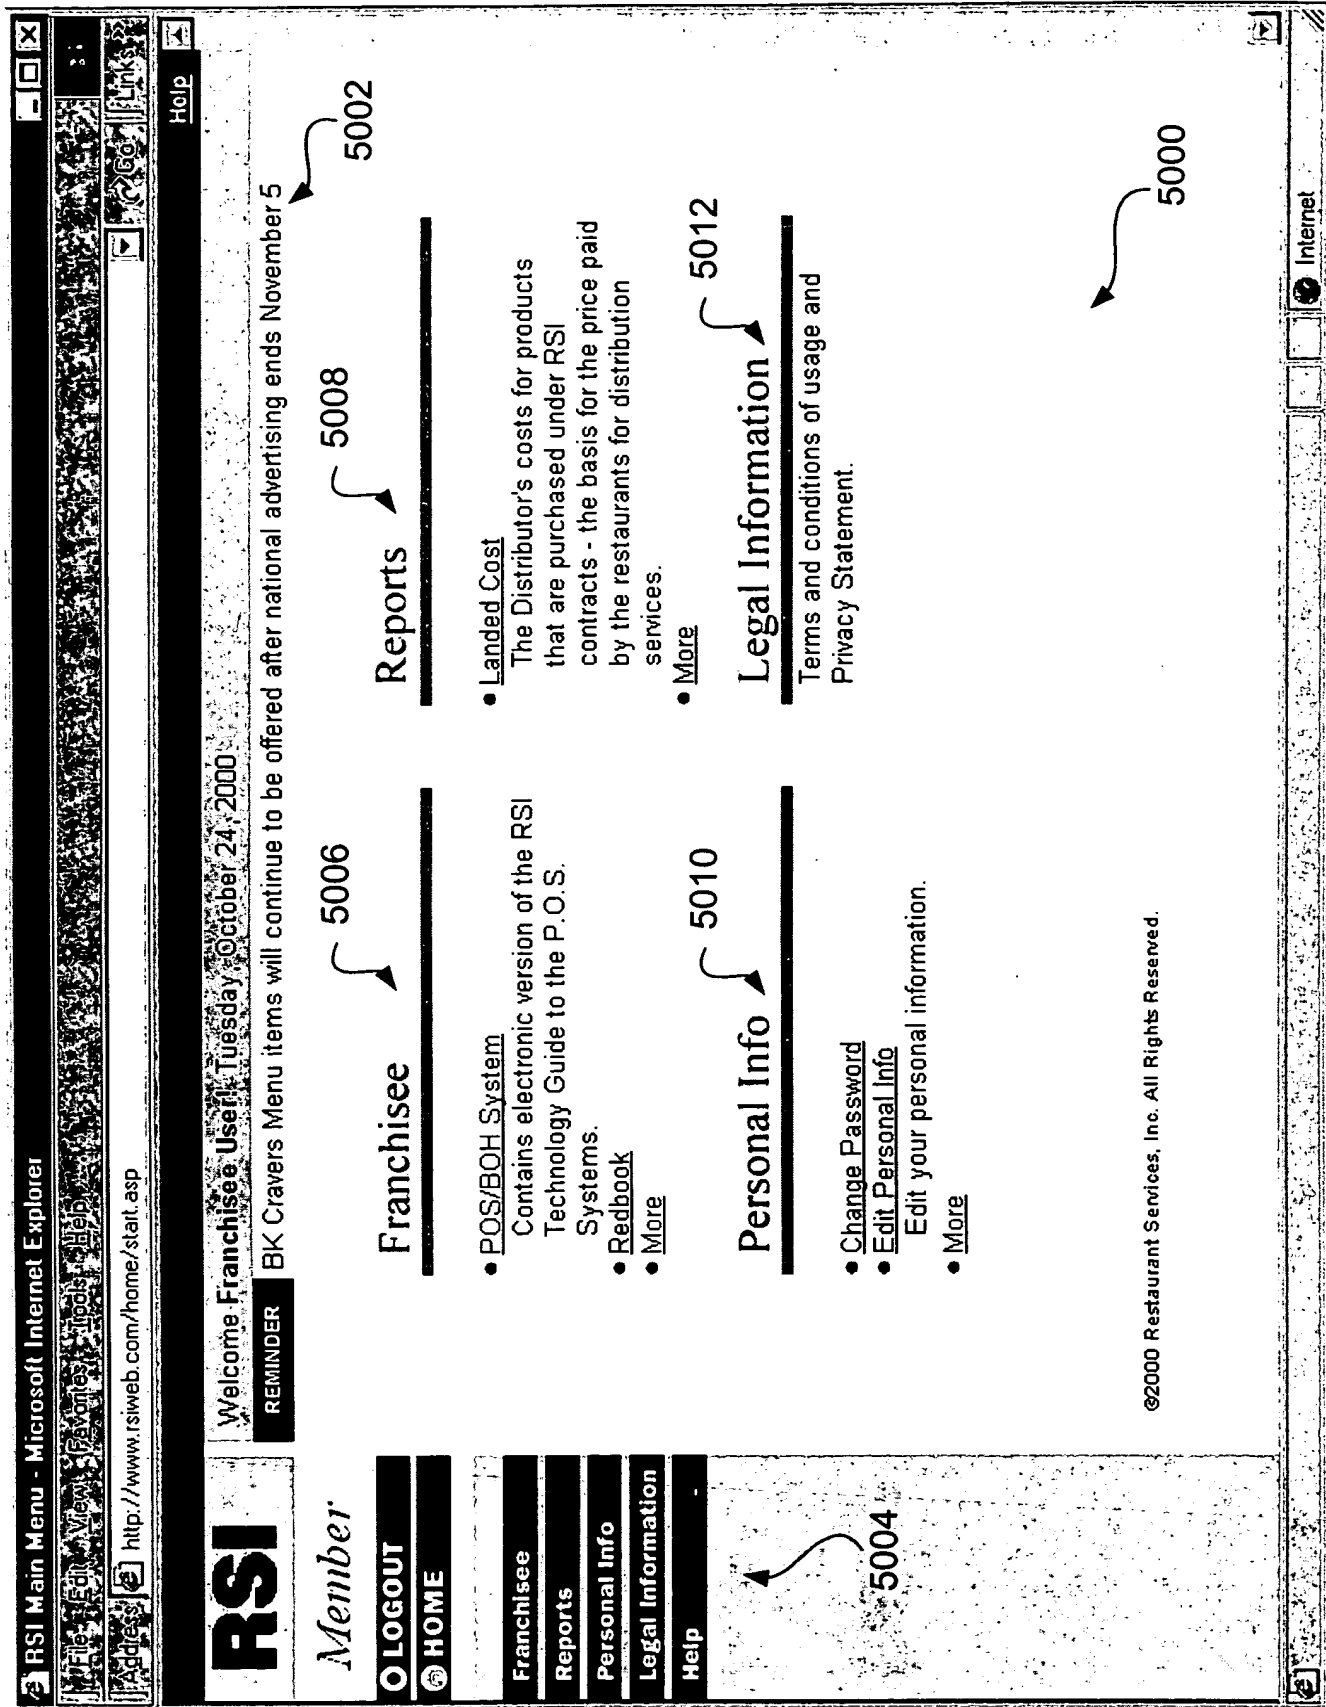 RSI Main Menu - Microsoft Internet Explorer
File Edit View Favorites Tools Help
Address http://www.rsiweb.com/home/start.asp Go Links »
Help
RSI
Welcome Franchisee User! Tuesday, October 24, 2000
REMINDER BK Cravers Menu items will continue to be offered after national advertising ends November 5
5002
Member
LOGOUT
HOME
Franchisee
Reports
Personal Info
Legal Information
Help
5004
Franchisee
5006
• POS/BOH System
Contains electronic version of the RSI
Technology Guide to the P.O.S.
Systems.
• Redbook
• More
Reports
5008
• Landed Cost
The Distributor's costs for products
that are purchased under RSI
contracts - the basis for the price paid
by the restaurants for distribution
services.
• More
Personal Info
5010
• Change Password
• Edit Personal Info
Edit your personal information.
• More
Legal Information
5012
Terms and conditions of usage and
Privacy Statement.
5000
©2000 Restaurant Services, Inc. All Rights Reserved.
Internet